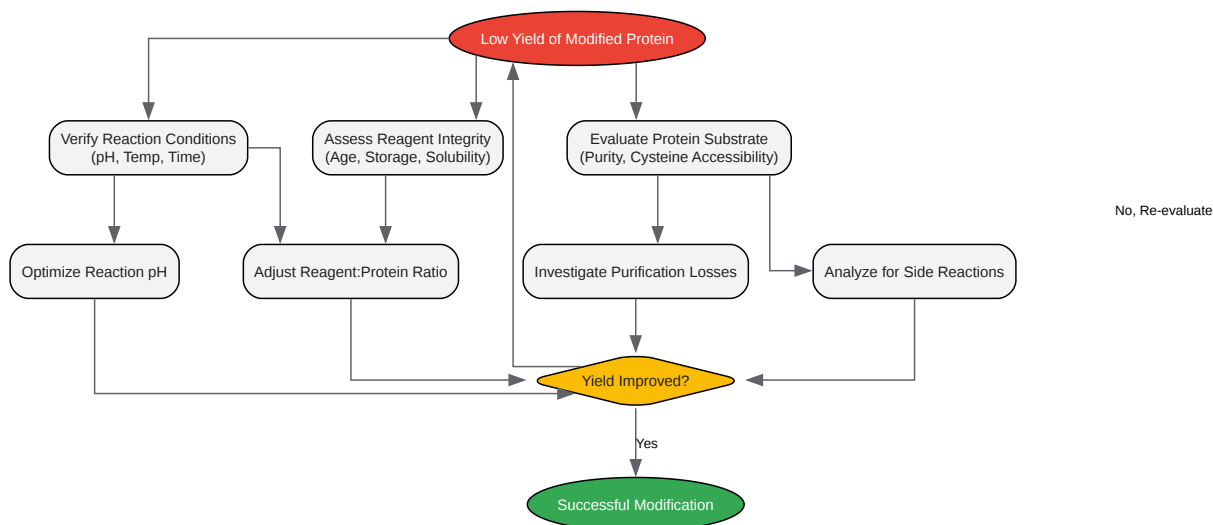 Low Yield of Modified Protein
Verify Reaction Conditions
(pH, Temp, Time)
Assess Reagent Integrity
(Age, Storage, Solubility)
Evaluate Protein Substrate
(Purity, Cysteine Accessibility)
No, Re-evaluate
Optimize Reaction pH
Adjust Reagent:Protein Ratio
Investigate Purification Losses
Analyze for Side Reactions
Yield Improved?
Yes
Successful Modification